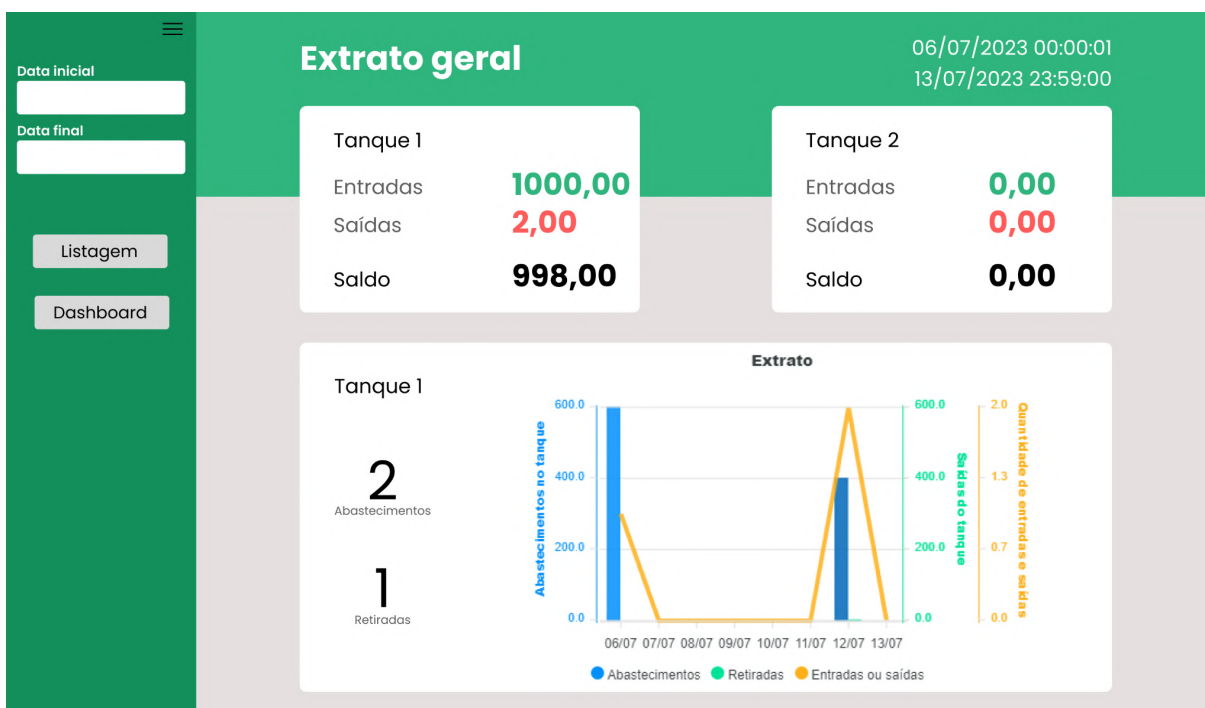 Data inicial
Data final
Listagem
Dashboard
Extrato geral
06/07/2023 00:00:01
13/07/2023 23:59:00
Tanque 1
Entradas 1000,00
Saídas 2,00
Saldo 998,00
Tanque 2
Entradas 0,00
Saídas 0,00
Saldo 0,00
Tanque 1
2
Abastecimentos
1
Retiradas
Extrato
Abastecimentos no tanque
600.0
400.0
200.0
0.0
600.0
400.0
200.0
0.0
Saídas do tanque
2.0
1.3
0.7
0.0
Quantidade de entradas e saídas
06/07 07/07 08/07 09/07 10/07 11/07 12/07 13/07
Abastecimentos Retiradas Entradas ou saídas